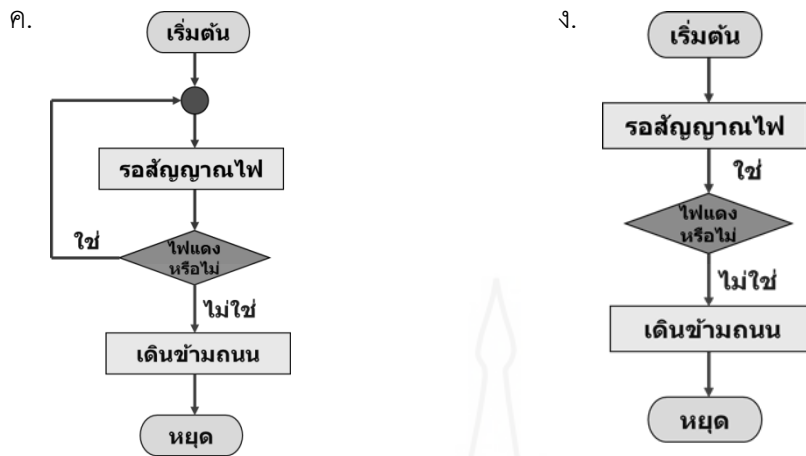 ค.
เริ่มต้น
รอสัญญาณไฟ
ใช่
ไฟแดง
หรือไม่
ไม่ใช่
เดินข้ามถนน
หยุด
ง.
เริ่มต้น
รอสัญญาณไฟ
ใช่
ไฟแดง
หรือไม่
ไม่ใช่
เดินข้ามถนน
หยุด